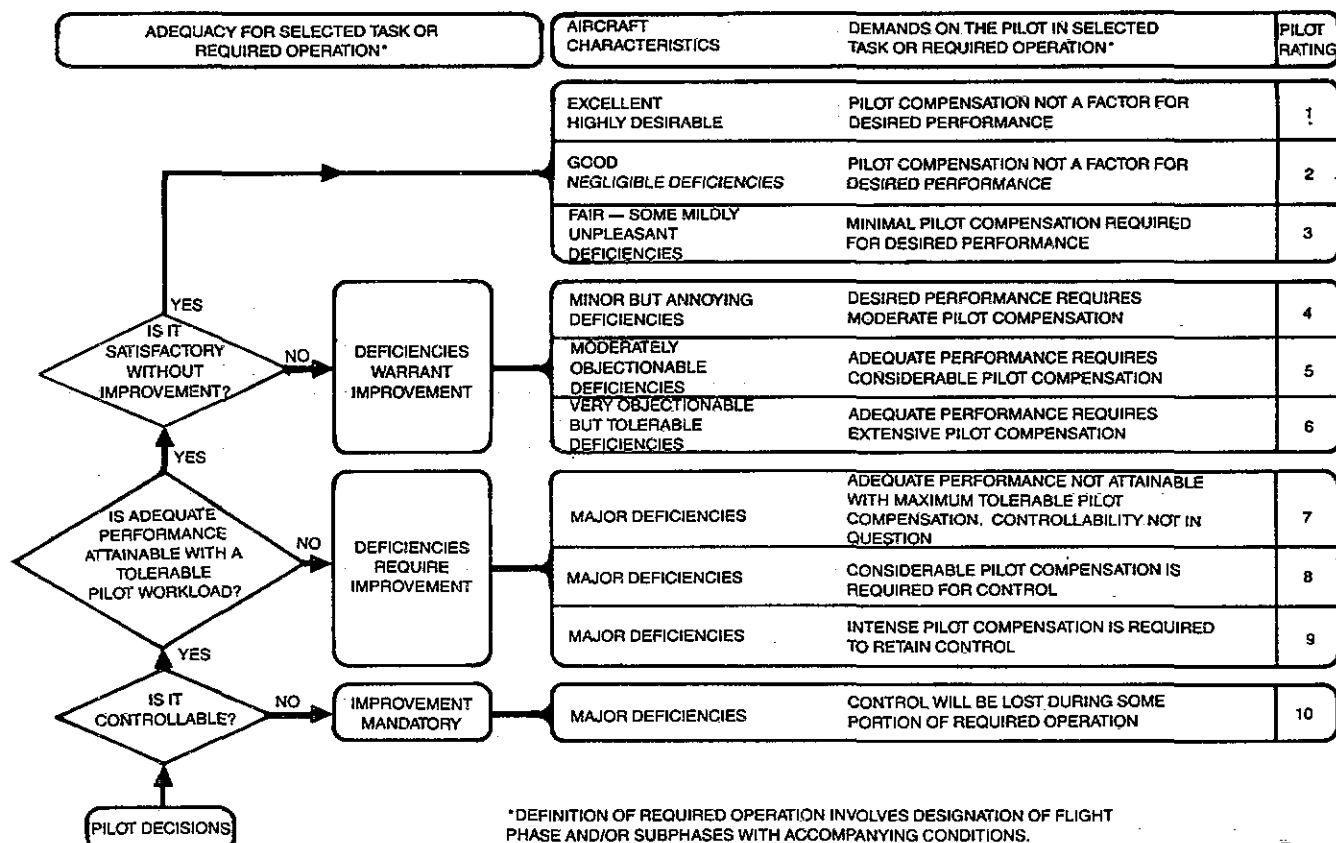 ADEQUACY FOR SELECTED TASK OR
REQUIRED OPERATION*
AIRCRAFT
CHARACTERISTICS
DEMANDS ON THE PILOT IN SELECTED
TASK OR REQUIRED OPERATION*
PILOT
RATING
EXCELLENT
HIGHLY DESIRABLE
PILOT COMPENSATION NOT A FACTOR FOR
DESIRED PERFORMANCE
1
GOOD
NEGLIGIBLE DEFICIENCIES
PILOT COMPENSATION NOT A FACTOR FOR
DESIRED PERFORMANCE
2
FAIR — SOME MILDLY
UNPLEASANT
DEFICIENCIES
MINIMAL PILOT COMPENSATION REQUIRED
FOR DESIRED PERFORMANCE
3
YES
IS IT
SATISFACTORY
WITHOUT
IMPROVEMENT?
NO
DEFICIENCIES
WARRANT
IMPROVEMENT
MINOR BUT ANNOYING
DEFICIENCIES
DESIRED PERFORMANCE REQUIRES
MODERATE PILOT COMPENSATION
4
MODERATELY
OBJECTIONABLE
DEFICIENCIES
ADEQUATE PERFORMANCE REQUIRES
CONSIDERABLE PILOT COMPENSATION
5
VERY OBJECTIONABLE
BUT TOLERABLE
DEFICIENCIES
ADEQUATE PERFORMANCE REQUIRES
EXTENSIVE PILOT COMPENSATION
6
YES
IS ADEQUATE
PERFORMANCE
ATTAINABLE WITH A
TOLERABLE
PILOT WORKLOAD?
NO
DEFICIENCIES
REQUIRE
IMPROVEMENT
MAJOR DEFICIENCIES
ADEQUATE PERFORMANCE NOT ATTAINABLE
WITH MAXIMUM TOLERABLE PILOT
COMPENSATION. CONTROLLABILITY NOT IN
QUESTION
7
MAJOR DEFICIENCIES
CONSIDERABLE PILOT COMPENSATION IS
REQUIRED FOR CONTROL
8
MAJOR DEFICIENCIES
INTENSE PILOT COMPENSATION IS REQUIRED
TO RETAIN CONTROL
9
YES
IS IT
CONTROLLABLE?
NO
IMPROVEMENT
MANDATORY
MAJOR DEFICIENCIES
CONTROL WILL BE LOST DURING SOME
PORTION OF REQUIRED OPERATION
10
PILOT DECISIONS
*DEFINITION OF REQUIRED OPERATION INVOLVES DESIGNATION OF FLIGHT
PHASE AND/OR SUBPHASES WITH ACCOMPANYING CONDITIONS.